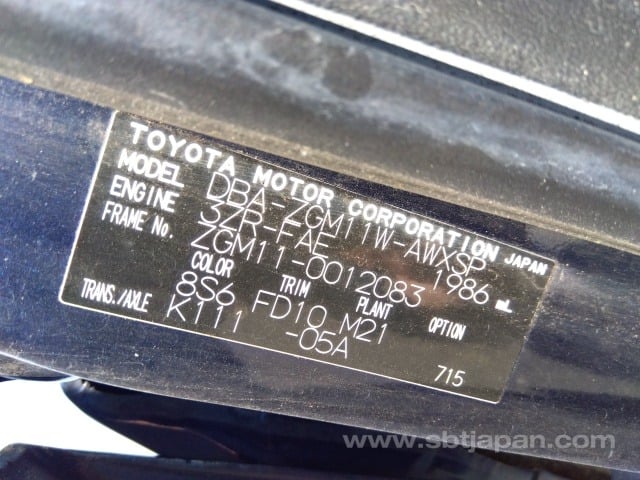 TOYOTA MOTOR CORPORATION JAPAN
MODEL DBA-ZGM11W-AWXSP
ENGINE 3ZR-FAE 1986 mL
FRAME No. ZGM11-0012083
COLOR TRIM PLANT OPTION
8S6 FD10 M21
TRANS./AXLE K111 -05A
715
www.sbtjapan.com